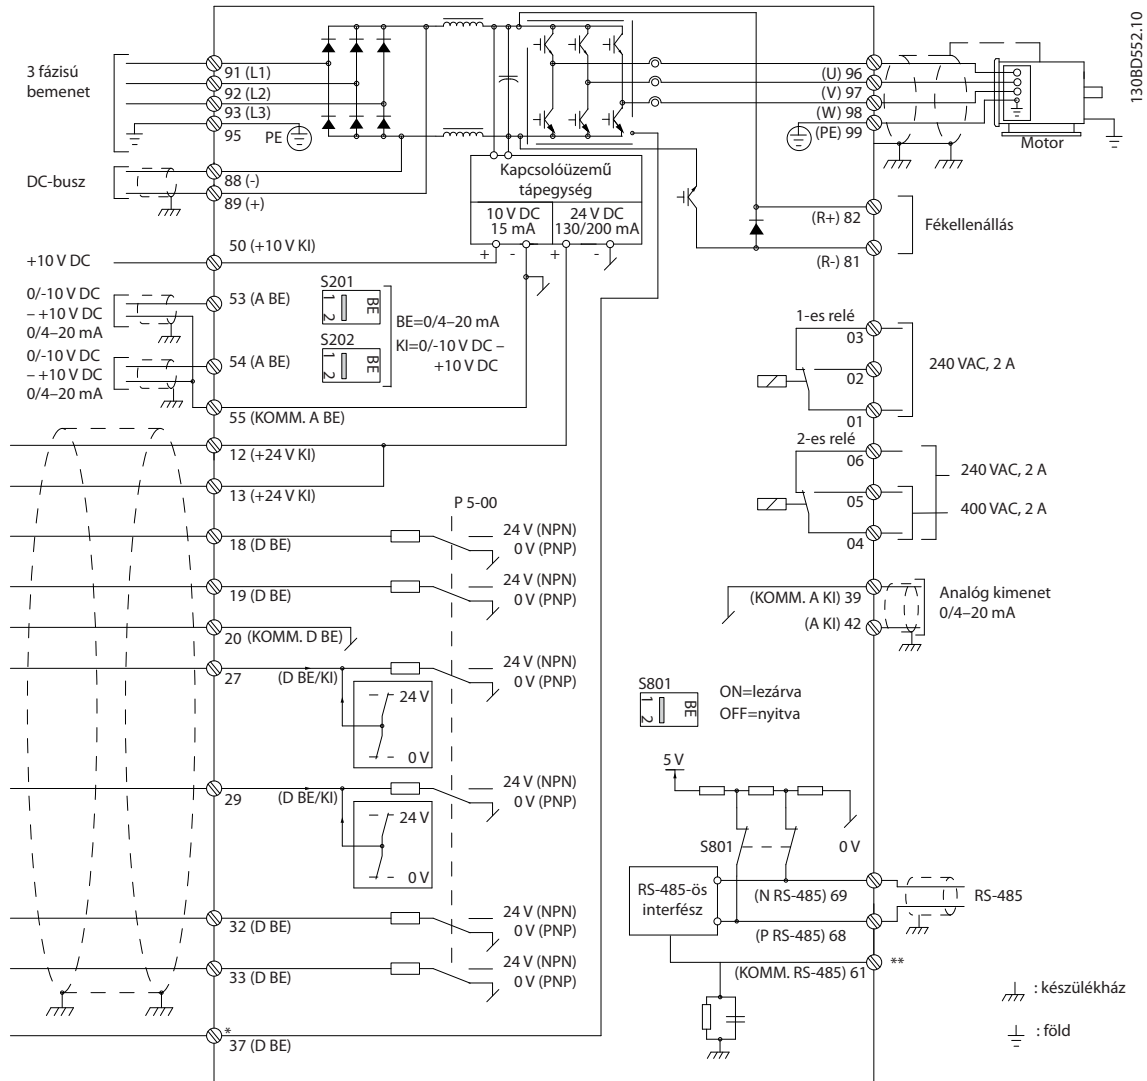 130BD552.10
3 fázisú
bemenet
91 (L1)
92 (L2)
93 (L3)
95
PE
DC-busz
88 (-)
89 (+)
50 (+10 V KI)
+10 V DC
0/-10 V DC
– +10 V DC
0/4–20 mA
53 (A BE)
0/-10 V DC
– +10 V DC
0/4–20 mA
54 (A BE)
55 (KOMM. A BE)
12 (+24 V KI)
13 (+24 V KI)
18 (D BE)
19 (D BE)
20 (KOMM. D BE)
27
(D BE/KI)
24 V
0 V
29
(D BE/KI)
24 V
0 V
32 (D BE)
33 (D BE)
*
37 (D BE)
Kapcsolóüzemű
tápegység
10 V DC
15 mA
24 V DC
130/200 mA
+ - + -
S201
1 2
BE
S202
1 2
BE
BE=0/4–20 mA
KI=0/-10 V DC –
+10 V DC
P 5-00
24 V (NPN)
0 V (PNP)
24 V (NPN)
0 V (PNP)
24 V (NPN)
0 V (PNP)
24 V (NPN)
0 V (PNP)
24 V (NPN)
0 V (PNP)
24 V (NPN)
0 V (PNP)
(U) 96
(V) 97
(W) 98
(PE) 99
Motor
(R+) 82
(R-) 81
Fékellenállás
1-es relé
03
02
01
240 VAC, 2 A
2-es relé
06
05
04
240 VAC, 2 A
400 VAC, 2 A
(KOMM. A KI) 39
(A KI) 42
Analóg kimenet
0/4–20 mA
S801
1 2
BE
ON=lezárva
OFF=nyitva
5 V
S801
0 V
RS-485-ös
interfész
(N RS-485) 69
(P RS-485) 68
(KOMM. RS-485) 61
**
RS-485
: készülékház
: föld